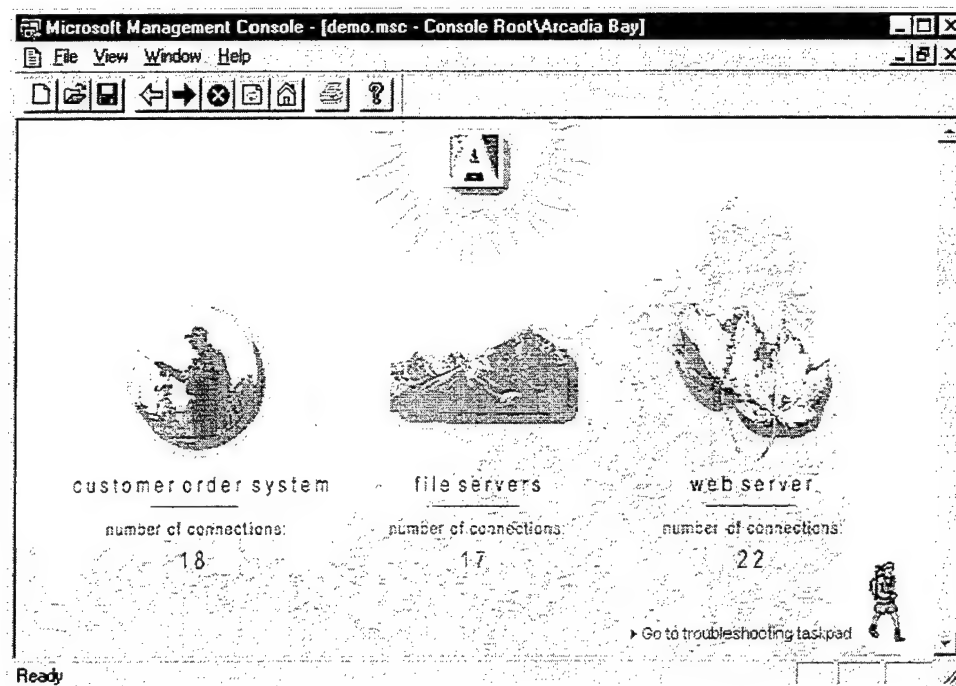 Microsoft Management Console - [demo.msc - Console Root\Arcadia Bay]
File View Window Help
A
customer order system
number of connections:
18
file servers
number of connections:
17
web server
number of connections:
22
Go to troubleshooting taskpad
Ready